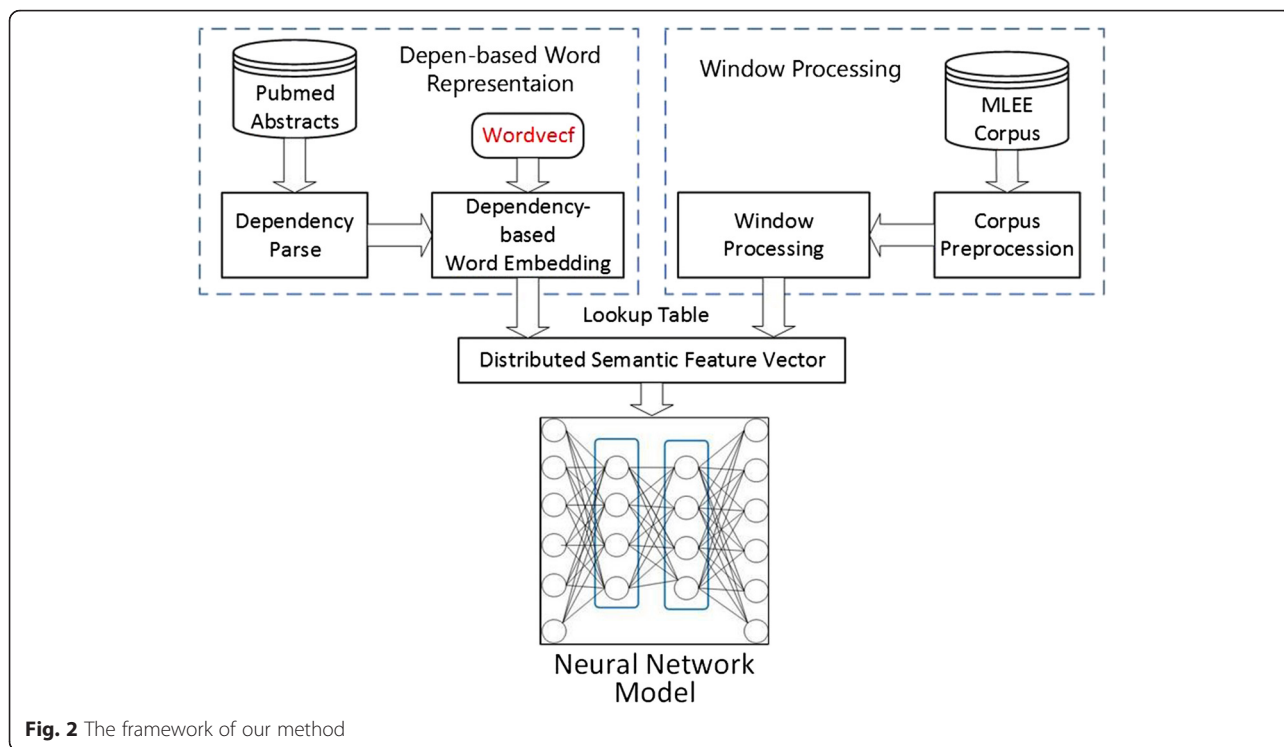 Depen-based Word
Representaion
Pubmed
Abstracts
Wordvecf
Dependency
Parse
Dependency-
based
Word Embedding
Window Processing
MLEE
Corpus
Window
Processing
Corpus
Preprocession
Lookup Table
Distributed Semantic Feature Vector
Neural Network
Model
Fig. 2 The framework of our method